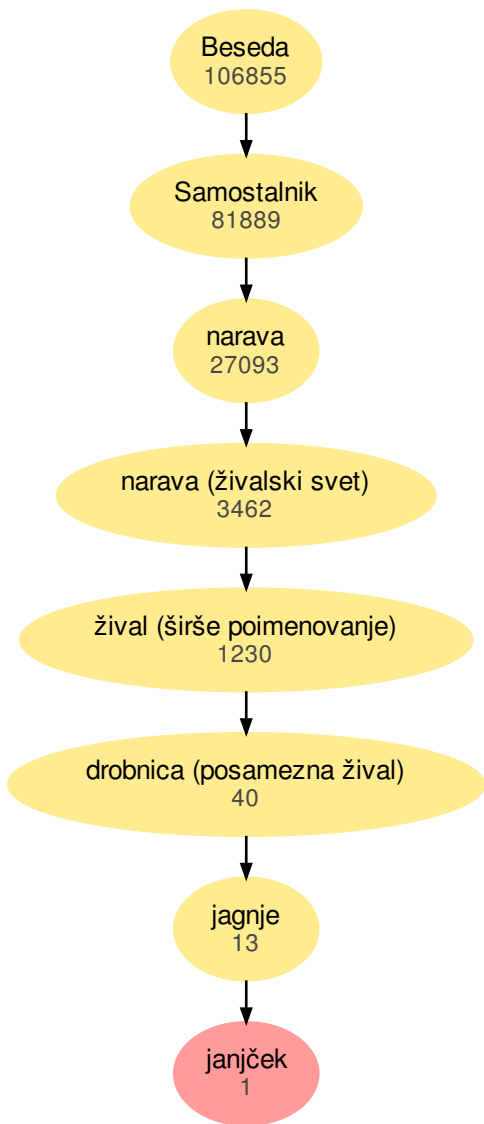 Beseda
106855
Samostalnik
81889
narava
27093
narava (živalski svet)
3462
žival (širše poimenovanje)
1230
drobnica (posamezna žival)
40
jagnje
13
janjček
1